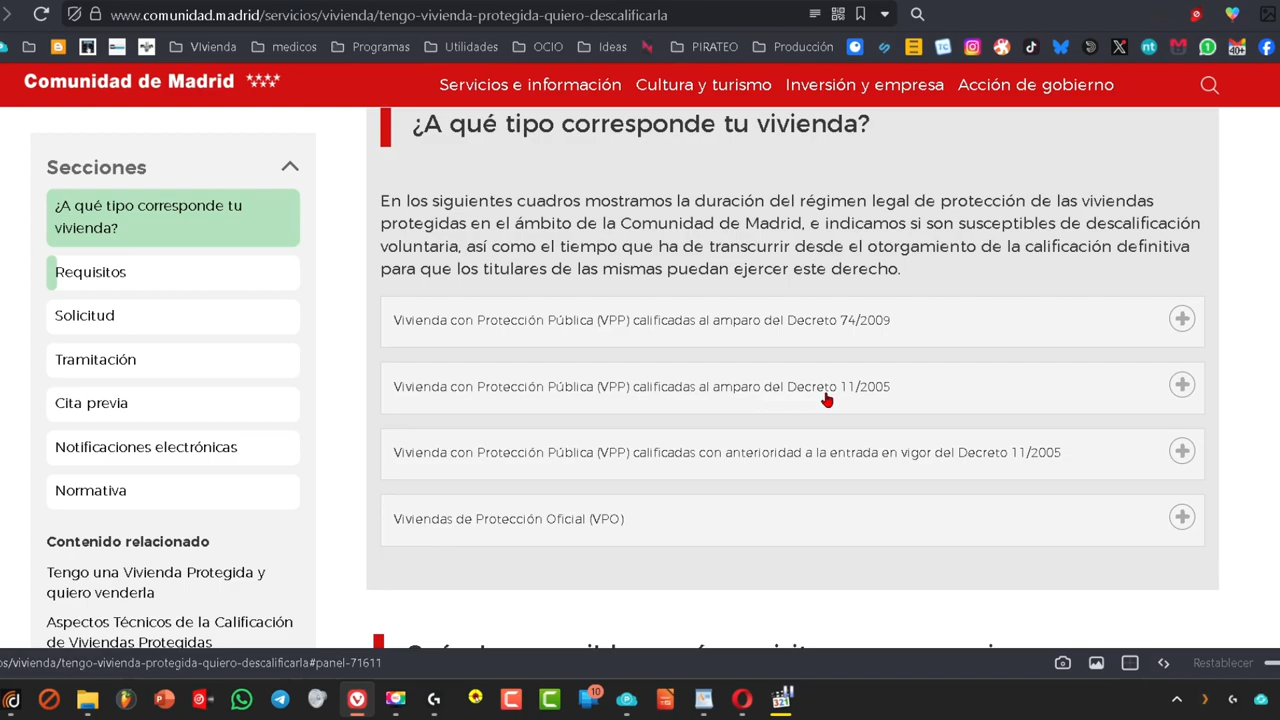 www.comunidad.madrid/servicios/vivienda/tengo-vivienda-protegida-quiero-descalificarla
VIvienda
medicos
Programas
Utilidades
OCIO
Ideas
PIRATEO
Producción
40+
Comunidad de Madrid
Servicios e información
Cultura y turismo
Inversión y empresa
Acción de gobierno
Secciones
¿A qué tipo corresponde tu
vivienda?
Requisitos
Solicitud
Tramitación
Cita previa
Notificaciones electrónicas
Normativa
Contenido relacionado
Tengo una Vivienda Protegida y
quiero venderla
Aspectos Técnicos de la Calificación
de Viviendas Protegidas
¿A qué tipo corresponde tu vivienda?
En los siguientes cuadros mostramos la duración del régimen legal de protección de las viviendas
protegidas en el ámbito de la Comunidad de Madrid, e indicamos si son susceptibles de descalificación
voluntaria, así como el tiempo que ha de transcurrir desde el otorgamiento de la calificación definitiva
para que los titulares de las mismas puedan ejercer este derecho.
Vivienda con Protección Pública (VPP) calificadas al amparo del Decreto 74/2009
Vivienda con Protección Pública (VPP) calificadas al amparo del Decreto 11/2005
Vivienda con Protección Pública (VPP) calificadas con anterioridad a la entrada en vigor del Decreto 11/2005
Viviendas de Protección Oficial (VPO)
os/vivienda/tengo-vivienda-protegida-quiero-descalificarla#panel-71611
Restablecer
10
321